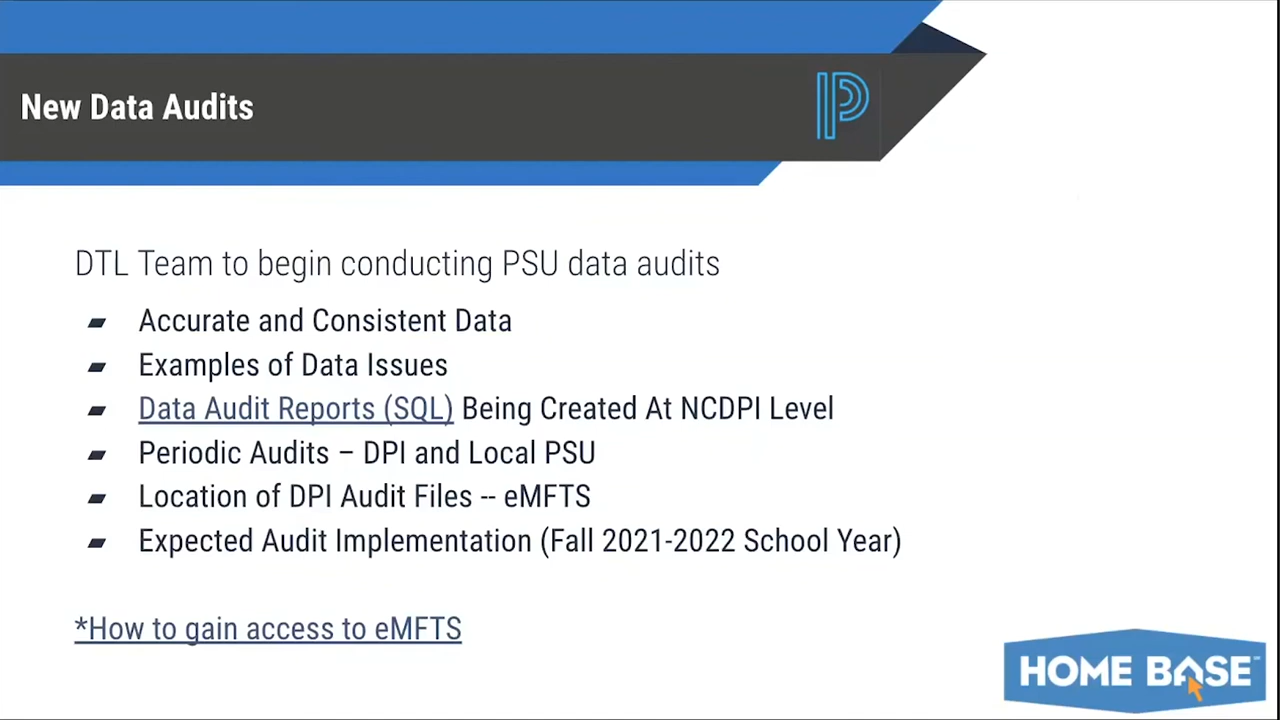 New Data Audits
DTL Team to begin conducting PSU data audits
Accurate and Consistent Data
Examples of Data Issues
Data Audit Reports (SQL) Being Created At NCDPI Level
Periodic Audits – DPI and Local PSU
Location of DPI Audit Files -- eMFTS
Expected Audit Implementation (Fall 2021-2022 School Year)
*How to gain access to eMFTS
HOME BASE